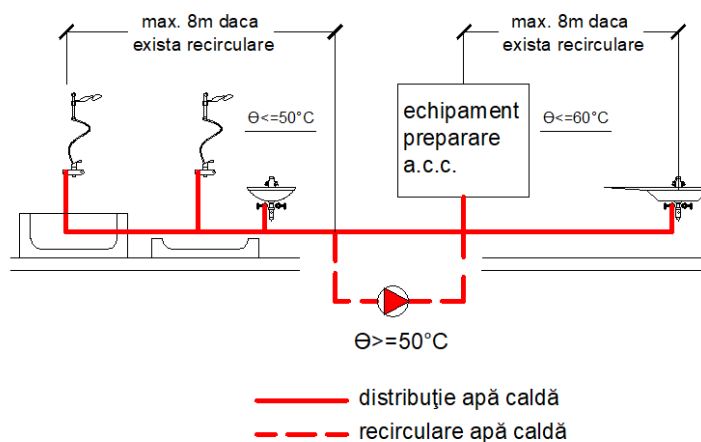 max. 8m daca
exista recirculare
max. 8m daca
exista recirculare
Ɵ<=50°C
echipament
preparare
a.c.c.
Ɵ<=60°C
Ɵ>=50°C
distribuţie apă caldă
recirculare apă caldă